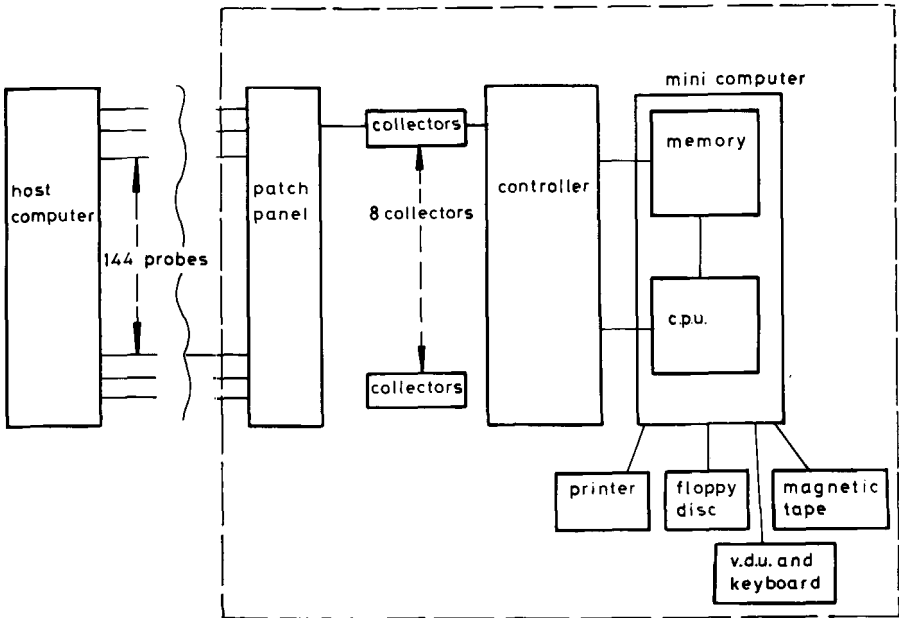 host
computer
144 probes
patch
panel
collectors
8 collectors
collectors
controller
mini computer
memory
c.p.u.
printer
floppy
disc
magnetic
tape
v.d.u. and
keyboard